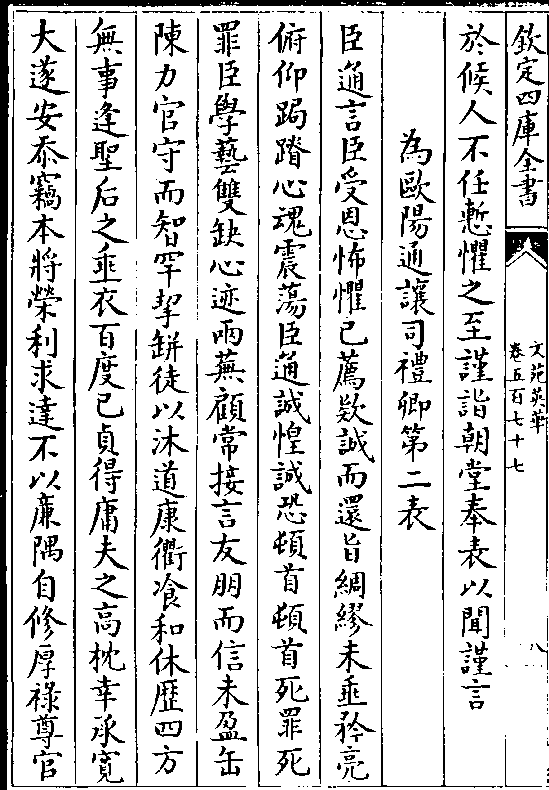 欽定四庫全書
文苑英華
卷五百七十七
八
於候人不任慙懼之至謹詣朝堂奉表以聞謹言
為歐陽通讓司禮卿第二表
臣通言臣受恩怖懼已薦欵誠而還旨綢繆未垂矜亮
俯仰跼蹐心魂震蕩臣通誠惶誠恐頓首頓首死罪死
罪臣學藝雙缺心迹兩蕪顧常接言友朋而信未盈缶
陳力官守而智罕挈缾徒以沐道康衢飡和休歴四方
無事逢聖后之垂衣百度已貞得庸夫之高枕幸承寛
大遂安忝竊本將榮利求達不以廉隅自修厚禄尊官